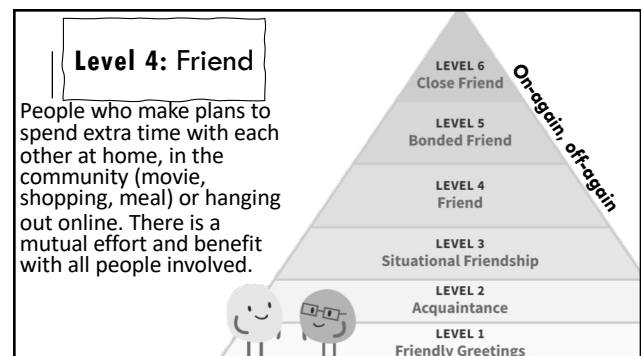 Level 4: Friend
People who make plans to
spend extra time with each
other at home, in the
community (movie,
shopping, meal) or hanging
out online. There is a
mutual effort and benefit
with all people involved.
LEVEL 6
Close Friend
LEVEL 5
Bonded Friend
LEVEL 4
Friend
LEVEL 3
Situational Friendship
LEVEL 2
Acquaintance
LEVEL 1
Friendly Greetings
On-again, off-again